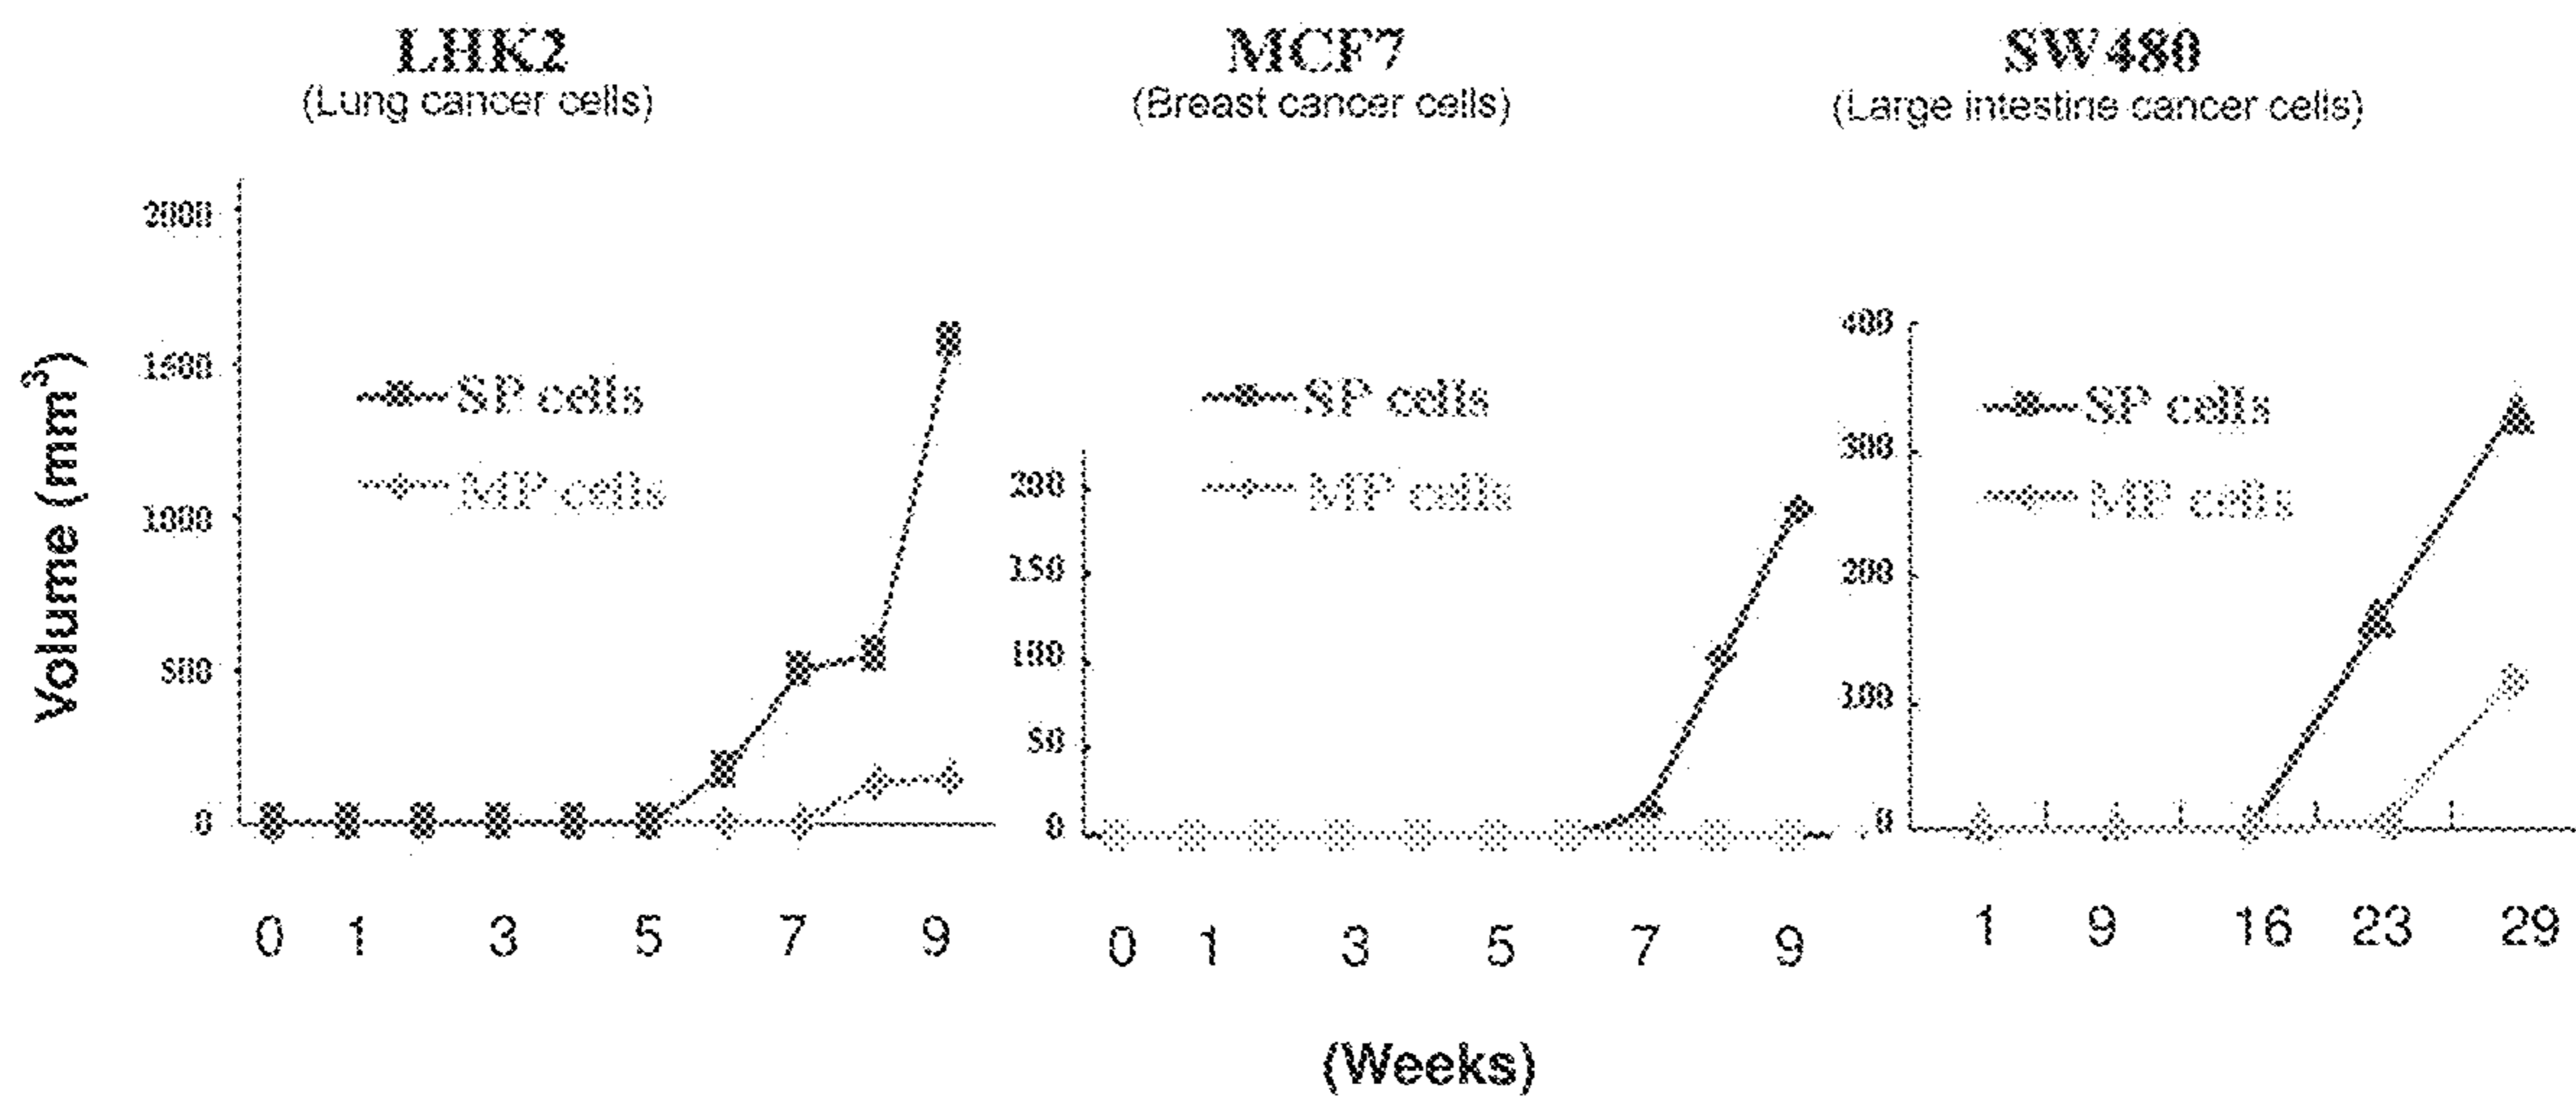 LHK2
(Lung cancer cells)
2000
1500
1000
500
0
SP cells
MP cells
0 1 3 5 7 9
MCF7
(Breast cancer cells)
200
150
100
50
0
SP cells
MP cells
0 1 3 5 7 9
SW480
(Large intestine cancer cells)
400
300
200
100
0
SP cells
MP cells
1 9 16 23 29
Volume (mm³)
(Weeks)